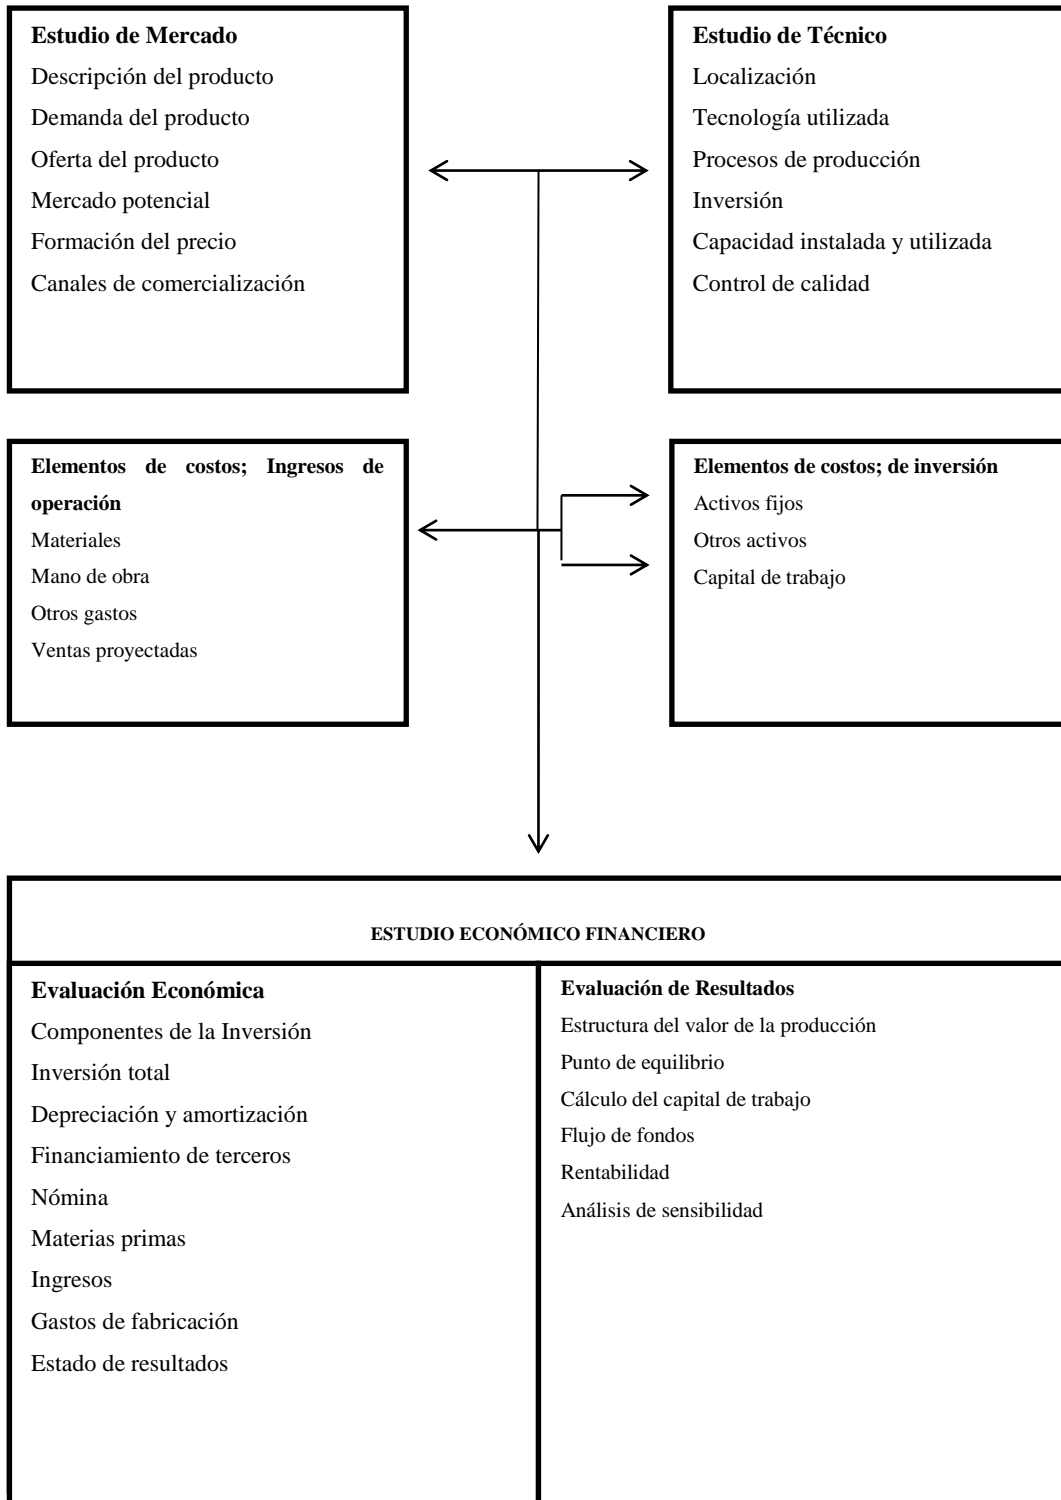 Estudio de Mercado
Descripción del producto
Demanda del producto
Oferta del producto
Mercado potencial
Formación del precio
Canales de comercialización
Estudio de Técnico
Localización
Tecnología utilizada
Procesos de producción
Inversión
Capacidad instalada y utilizada
Control de calidad
Elementos de costos; Ingresos de
operación
Materiales
Mano de obra
Otros gastos
Ventas proyectadas
Elementos de costos; de inversión
Activos fijos
Otros activos
Capital de trabajo
ESTUDIO ECONÓMICO FINANCIERO
Evaluación Económica
Componentes de la Inversión
Inversión total
Depreciación y amortización
Financiamiento de terceros
Nómina
Materias primas
Ingresos
Gastos de fabricación
Estado de resultados
Evaluación de Resultados
Estructura del valor de la producción
Punto de equilibrio
Cálculo del capital de trabajo
Flujo de fondos
Rentabilidad
Análisis de sensibilidad